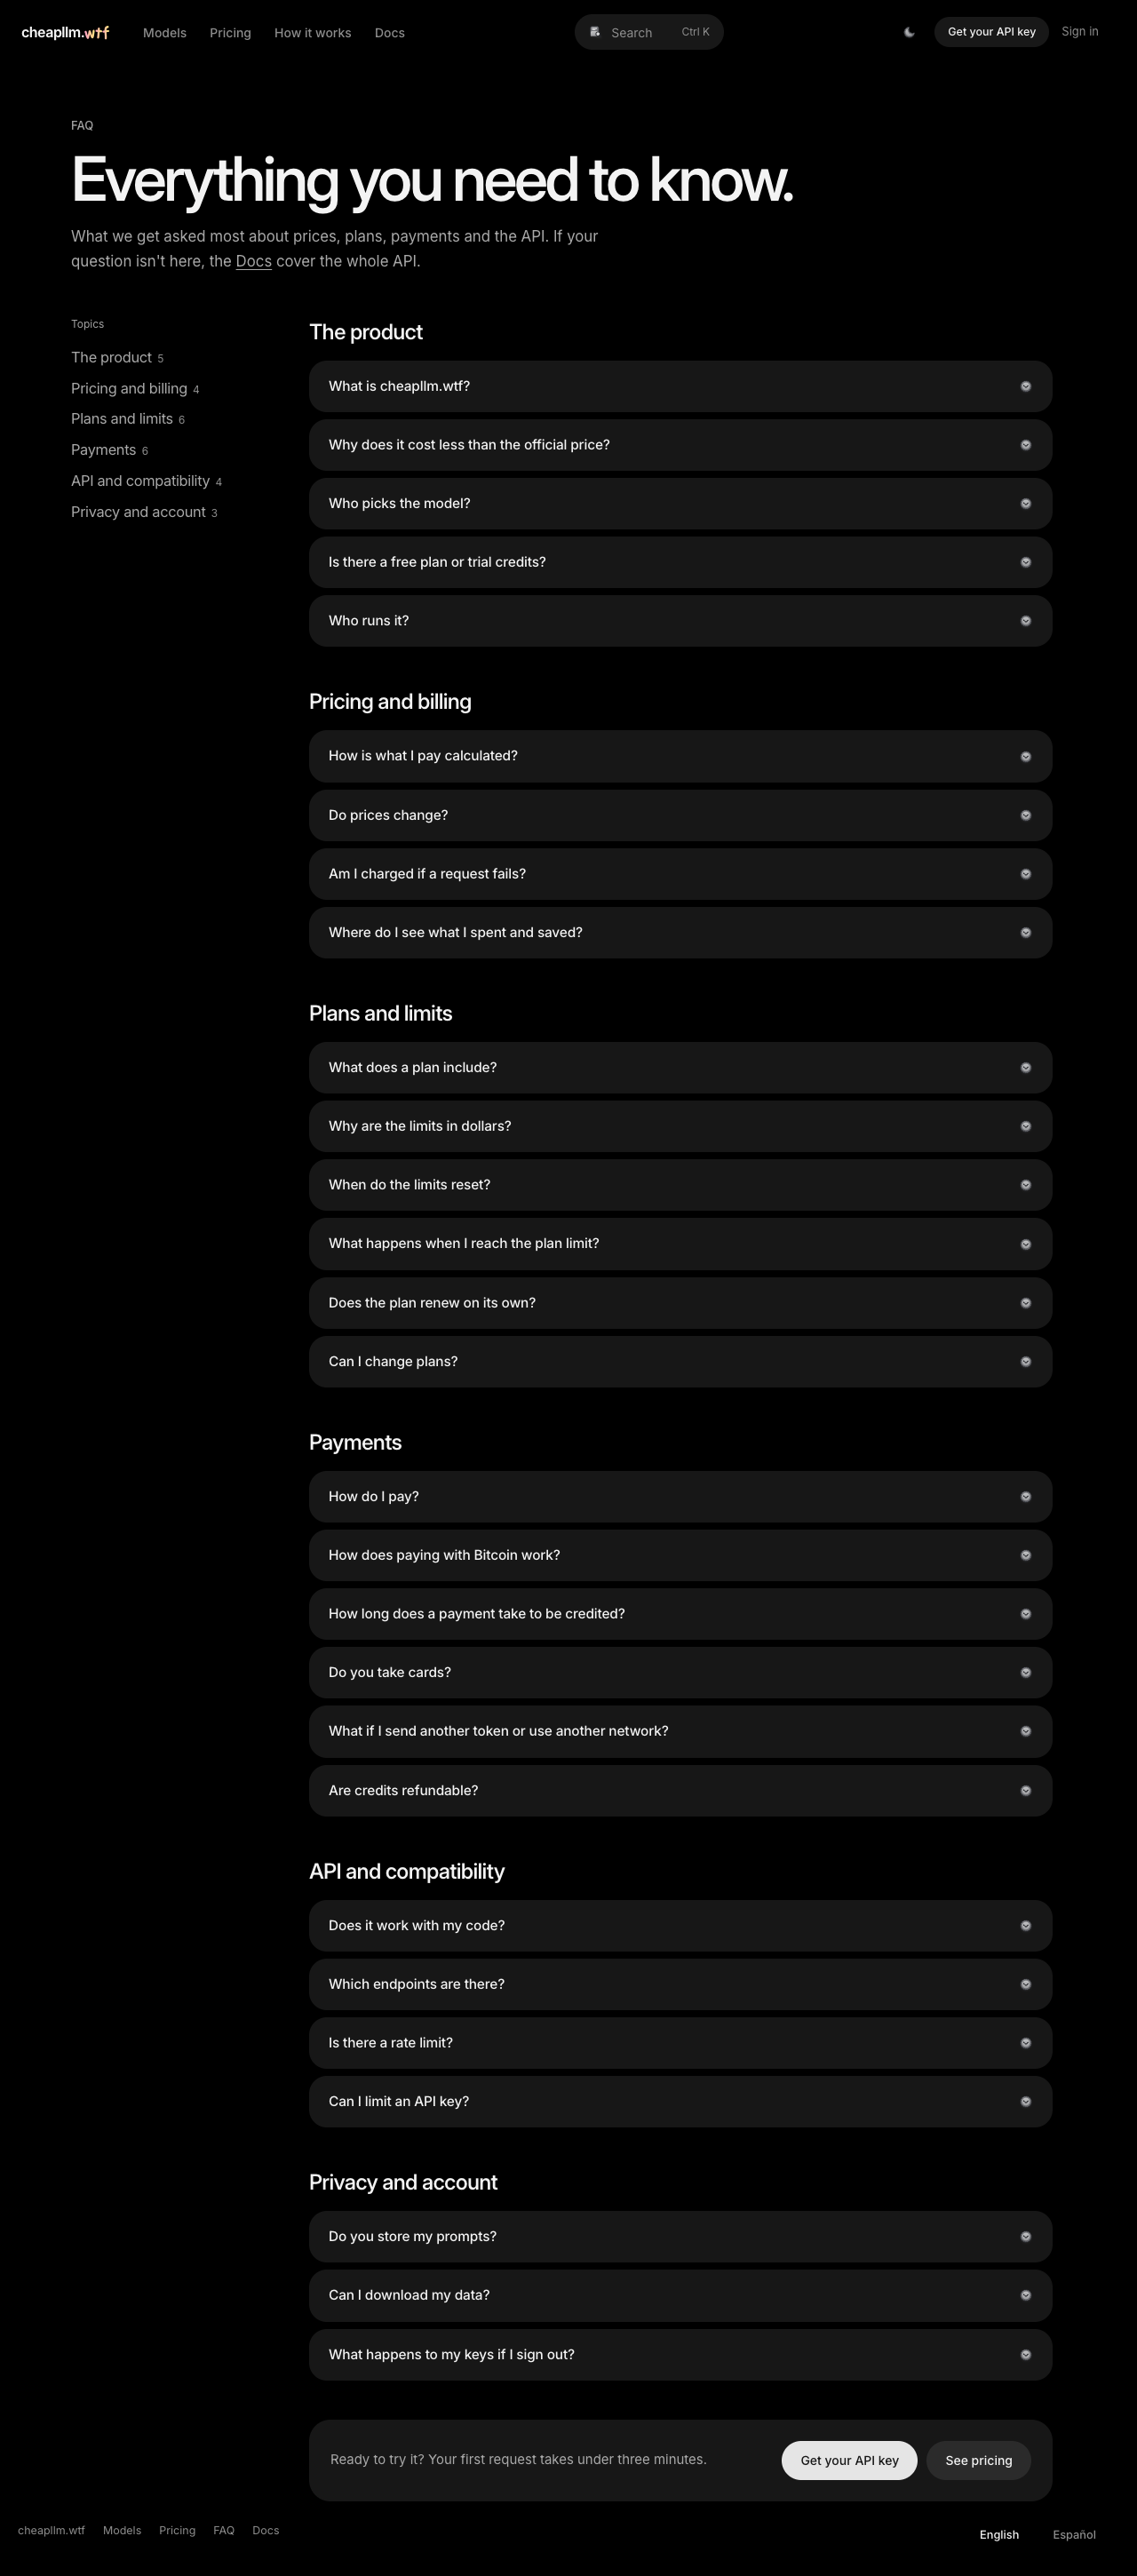 cheapllm.wtf
Models
Pricing
How it works
Docs
Search
Ctrl K
Get your API key
Sign in
FAQ
Everything you need to know.
What we get asked most about prices, plans, payments and the API. If your
question isn't here, the Docs cover the whole API.
Topics
The product 5
Pricing and billing 4
Plans and limits 6
Payments 6
API and compatibility 4
Privacy and account 3
The product
What is cheapllm.wtf?
Why does it cost less than the official price?
Who picks the model?
Is there a free plan or trial credits?
Who runs it?
Pricing and billing
How is what I pay calculated?
Do prices change?
Am I charged if a request fails?
Where do I see what I spent and saved?
Plans and limits
What does a plan include?
Why are the limits in dollars?
When do the limits reset?
What happens when I reach the plan limit?
Does the plan renew on its own?
Can I change plans?
Payments
How do I pay?
How does paying with Bitcoin work?
How long does a payment take to be credited?
Do you take cards?
What if I send another token or use another network?
Are credits refundable?
API and compatibility
Does it work with my code?
Which endpoints are there?
Is there a rate limit?
Can I limit an API key?
Privacy and account
Do you store my prompts?
Can I download my data?
What happens to my keys if I sign out?
Ready to try it? Your first request takes under three minutes.
Get your API key
See pricing
cheapllm.wtf
Models
Pricing
FAQ
Docs
English
Español